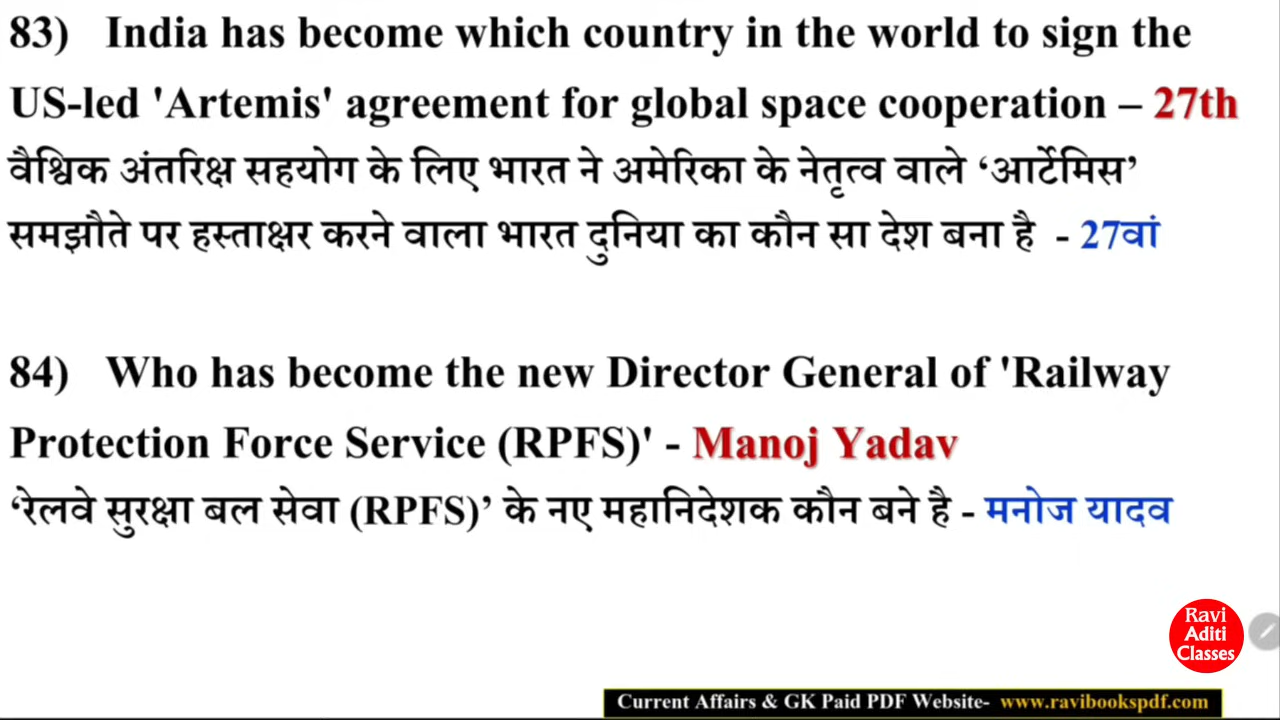 83) India has become which country in the world to sign the
US-led 'Artemis' agreement for global space cooperation – 27th
वैश्विक अंतरिक्ष सहयोग के लिए भारत ने अमेरिका के नेतृत्व वाले ‘आर्टेमिस’
समझौते पर हस्ताक्षर करने वाला भारत दुनिया का कौन सा देश बना है - 27वां
84) Who has become the new Director General of 'Railway
Protection Force Service (RPFS)' - Manoj Yadav
‘रेलवे सुरक्षा बल सेवा (RPFS)’ के नए महानिदेशक कौन बने है - मनोज यादव
Ravi
Aditi
Classes
Current Affairs & GK Paid PDF Website- www.ravibookspdf.com